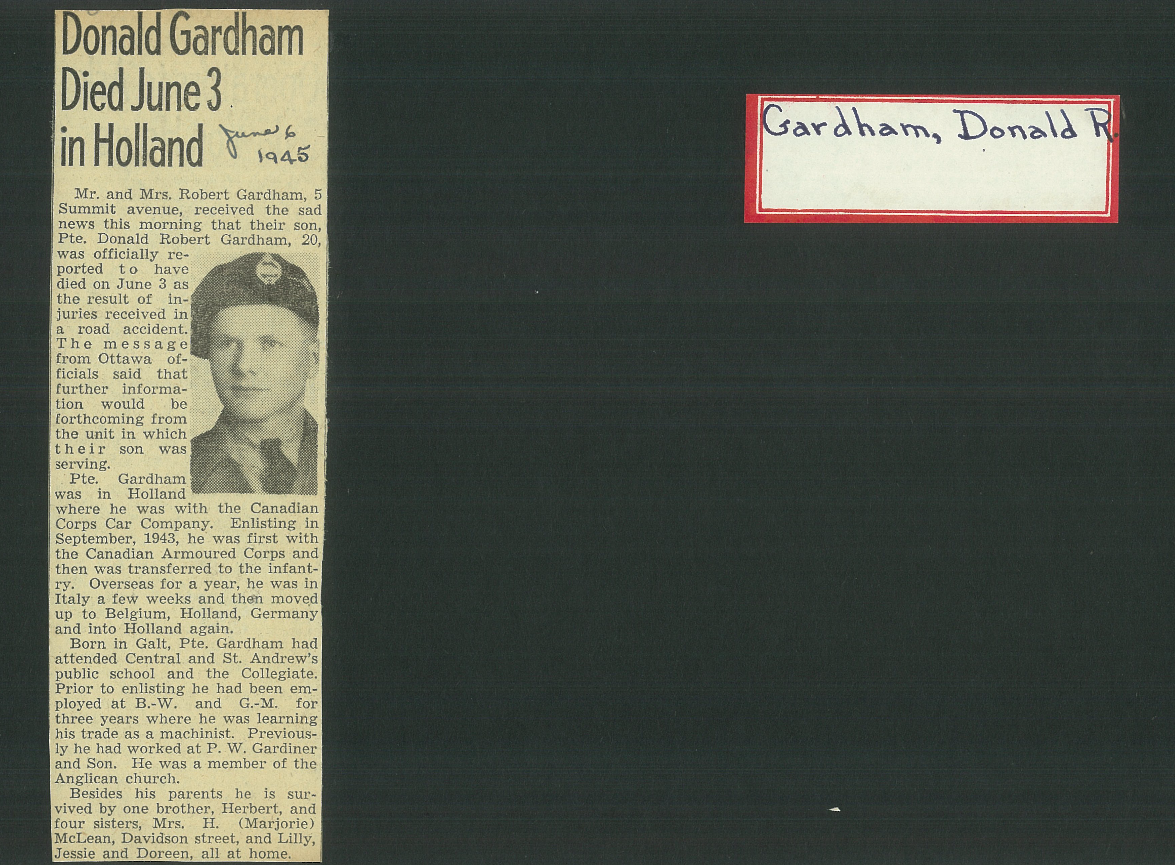 Donald Gardham
Died June 3
in Holland
June 6
1945
Mr. and Mrs. Robert Gardham, 5
Summit avenue, received the sad
news this morning that their son,
Pte. Donald Robert Gardham, 20,
was officially re-
ported to have
died on June 3 as
the result of in-
juries received in
a road accident.
The message
from Ottawa of-
ficials said that
further informa-
tion would be
forthcoming from
the unit in which
their son was
serving.
Pte. Gardham
was in Holland
where he was with the Canadian
Corps Car Company. Enlisting in
September, 1943, he was first with
the Canadian Armoured Corps and
then was transferred to the infant-
ry. Overseas for a year, he was in
Italy a few weeks and then moved
up to Belgium, Holland, Germany
and into Holland again.
Born in Galt, Pte. Gardham had
attended Central and St. Andrew's
public school and the Collegiate.
Prior to enlisting he had been em-
ployed at B.-W. and G.-M. for
three years where he was learning
his trade as a machinist. Previous-
ly he had worked at P. W. Gardiner
and Son. He was a member of the
Anglican church.
Besides his parents he is sur-
vived by one brother, Herbert, and
four sisters, Mrs. H. (Marjorie)
McLean, Davidson street, and Lilly,
Jessie and Doreen, all at home.
Gardham, Donald R.